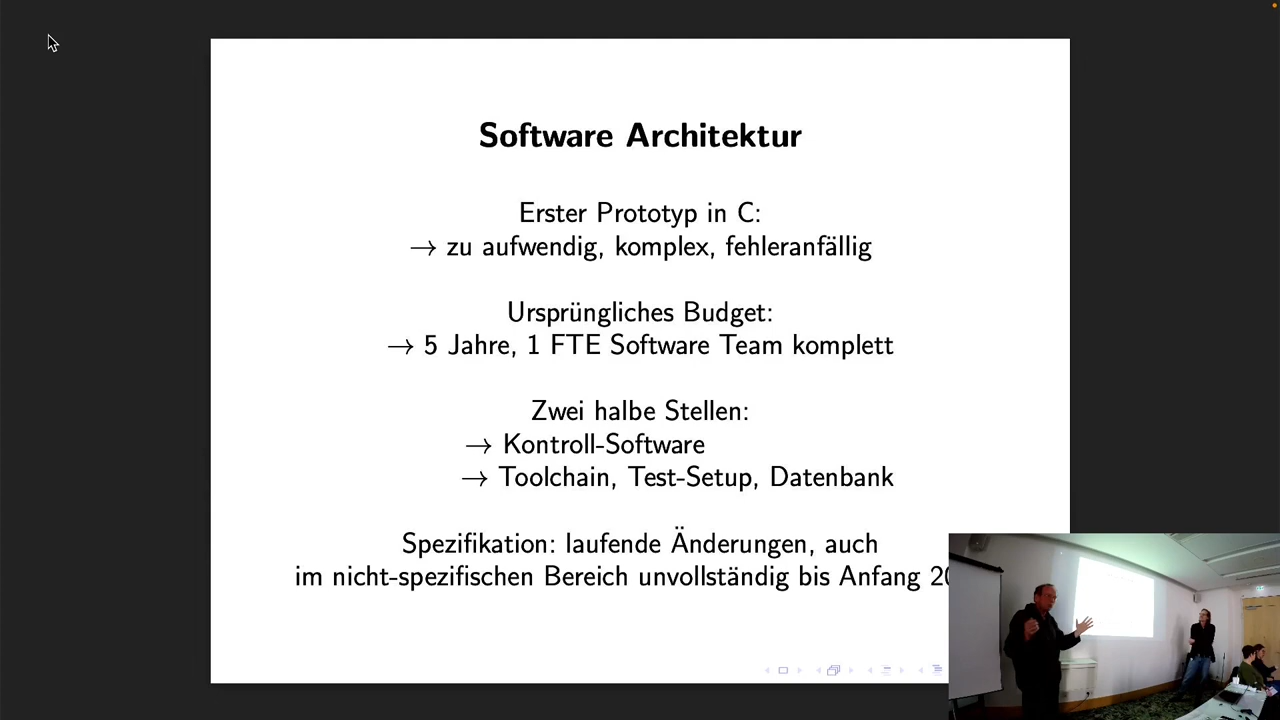 Software Architektur
Erster Prototyp in C:
→ zu aufwendig, komplex, fehleranfällig
Ursprüngliches Budget:
→ 5 Jahre, 1 FTE Software Team komplett
Zwei halbe Stellen:
→ Kontroll-Software
→ Toolchain, Test-Setup, Datenbank
Spezifikation: laufende Änderungen, auch
im nicht-spezifischen Bereich unvollständig bis Anfang